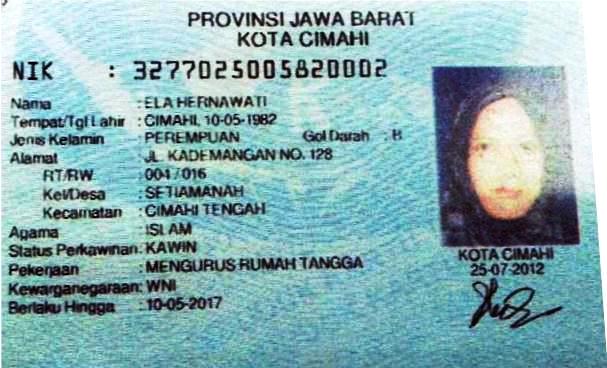 PROVINSI JAWA BARAT
KOTA CIMAHI
NIK : 3277025005820002
Nama : ELA HERNAWATI
Tempat/Tgl Lahir : CIMAHI, 10-05-1982
Jenis Kelamin : PEREMPUAN Gol Darah : B
Alamat : JL. KADEMANGAN NO. 128
RT/RW : 004 / 016
Kel/Desa : SETIAMANAH
Kecamatan : CIMAHI TENGAH
Agama : ISLAM
Status Perkawinan: KAWIN
Pekerjaan : MENGURUS RUMAH TANGGA
Kewarganegaraan: WNI
Berlaku Hingga : 10-05-2017
KOTA CIMAHI
25-07-2012